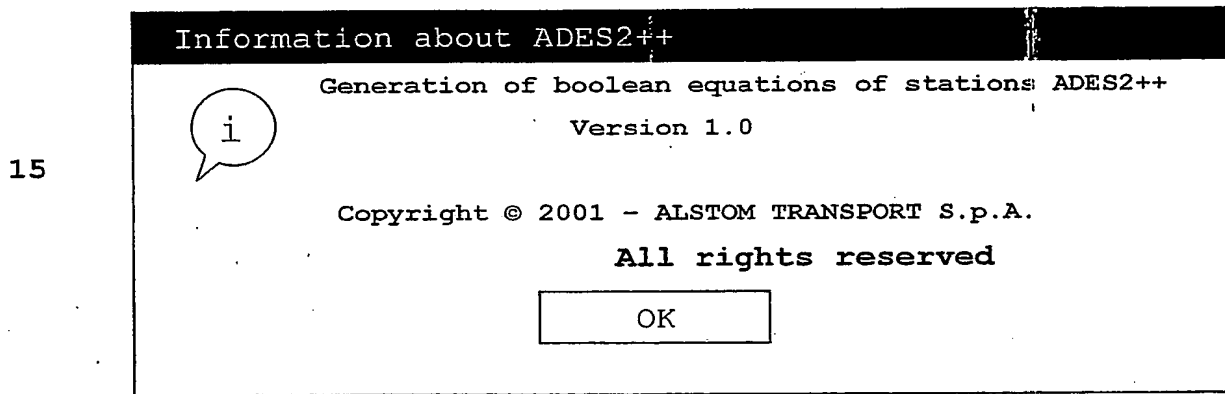 Information about ADES2++
Generation of boolean equations of stations ADES2++
i
Version 1.0
15
Copyright © 2001 - ALSTOM TRANSPORT S.p.A.
All rights reserved
OK